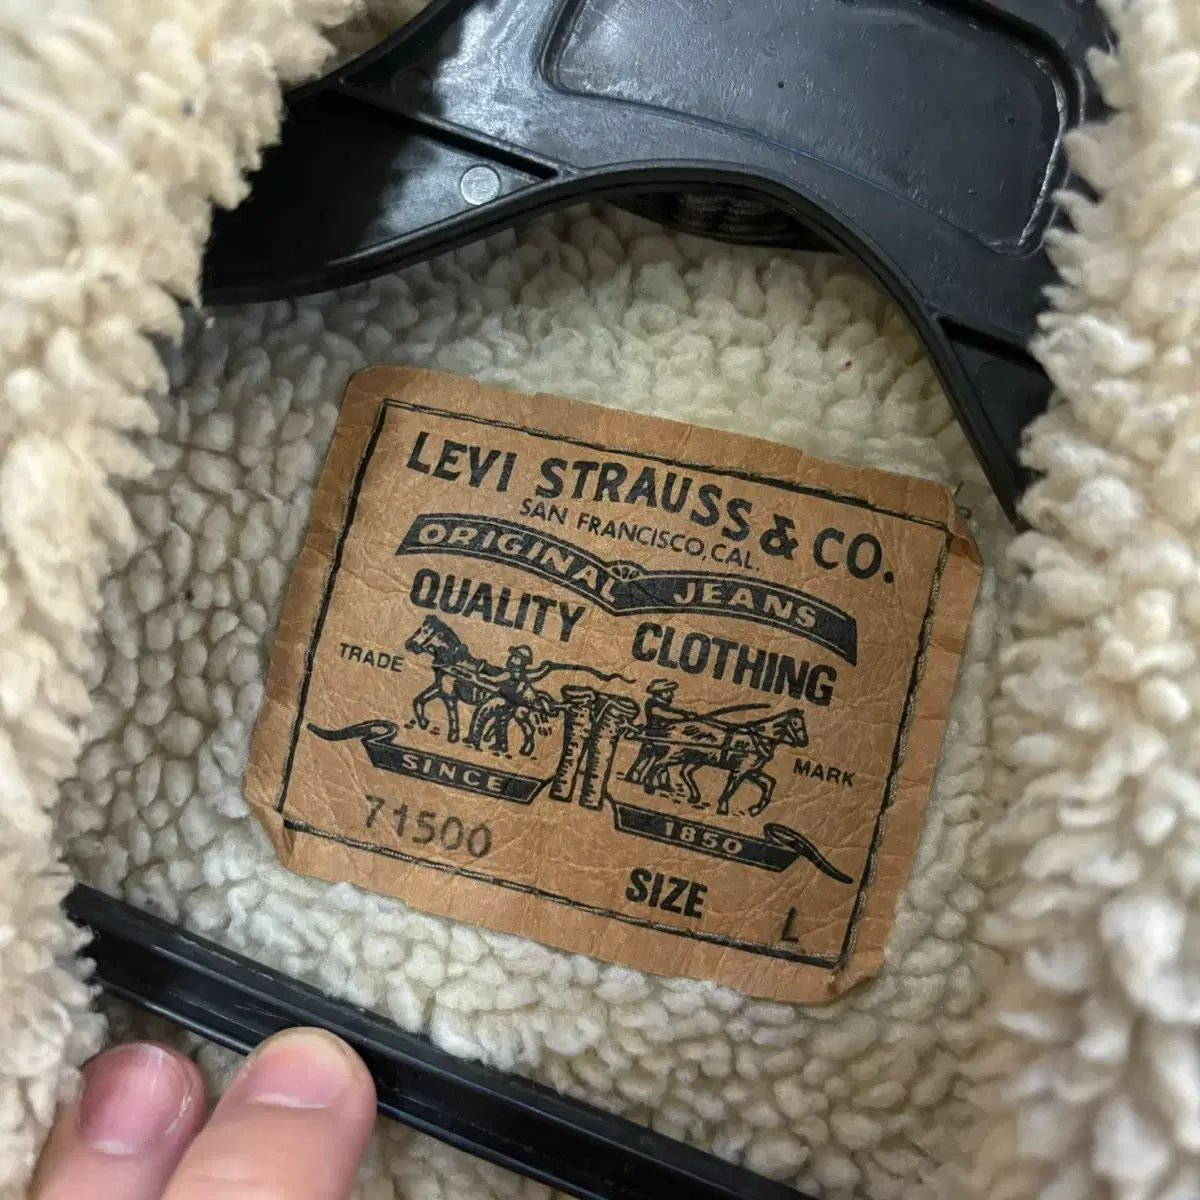 LEVI STRAUSS & CO.
SAN FRANCISCO, CAL.
ORIGINAL JEANS
QUALITY CLOTHING
TRADE MARK
SINCE 1850
71500
SIZE L